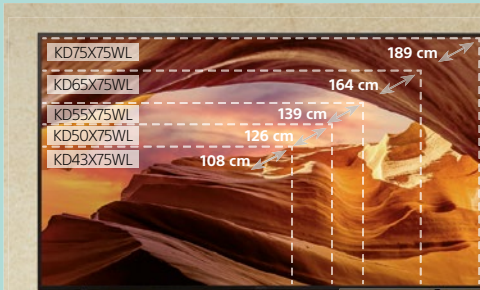 KD75X75WL
189 cm
KD65X75WL
164 cm
KD55X75WL
139 cm
KD50X75WL
126 cm
KD43X75WL
108 cm